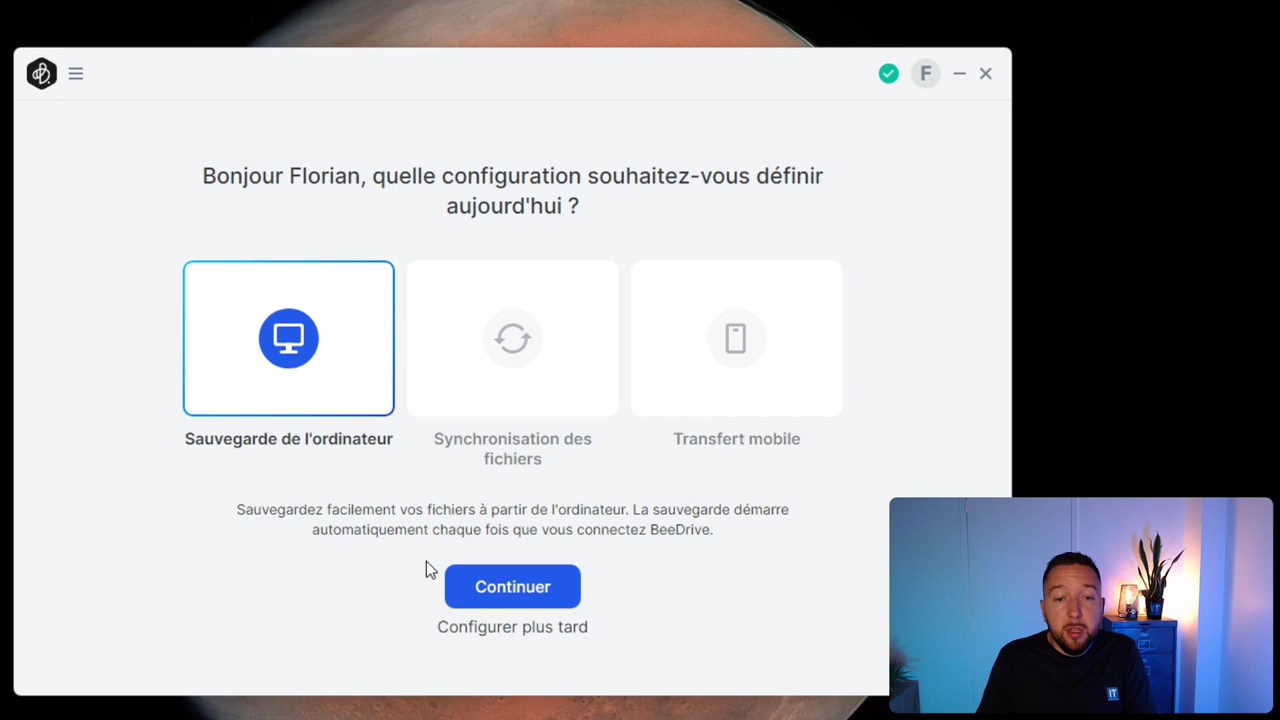 F
Bonjour Florian, quelle configuration souhaitez-vous définir
aujourd'hui ?
Sauvegarde de l'ordinateur
Synchronisation des
fichiers
Transfert mobile
Sauvegardez facilement vos fichiers à partir de l'ordinateur. La sauvegarde démarre
automatiquement chaque fois que vous connectez BeeDrive.
Continuer
Configurer plus tard
IT